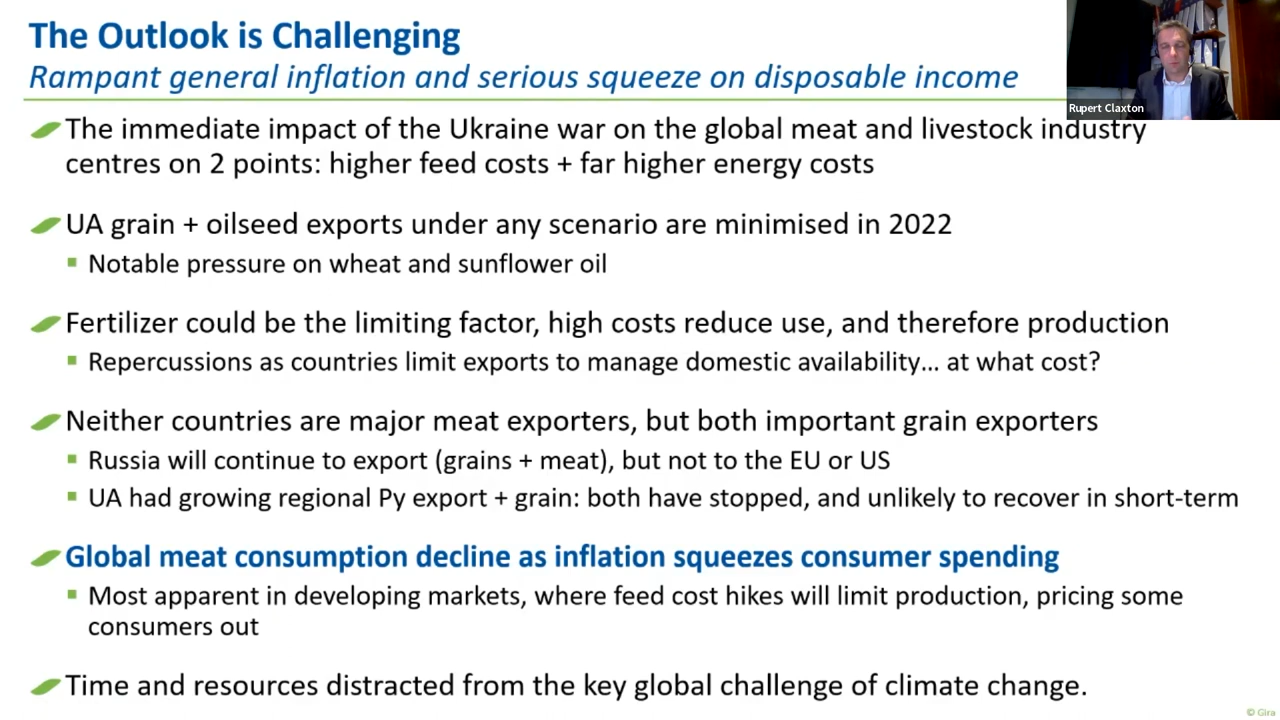 The Outlook is Challenging
Rampant general inflation and serious squeeze on disposable income
Rupert Claxton
The immediate impact of the Ukraine war on the global meat and livestock industry
centres on 2 points: higher feed costs + far higher energy costs
UA grain + oilseed exports under any scenario are minimised in 2022
Notable pressure on wheat and sunflower oil
Fertilizer could be the limiting factor, high costs reduce use, and therefore production
Repercussions as countries limit exports to manage domestic availability... at what cost?
Neither countries are major meat exporters, but both important grain exporters
Russia will continue to export (grains + meat), but not to the EU or US
UA had growing regional Py export + grain: both have stopped, and unlikely to recover in short-term
Global meat consumption decline as inflation squeezes consumer spending
Most apparent in developing markets, where feed cost hikes will limit production, pricing some
consumers out
Time and resources distracted from the key global challenge of climate change.
© Gira